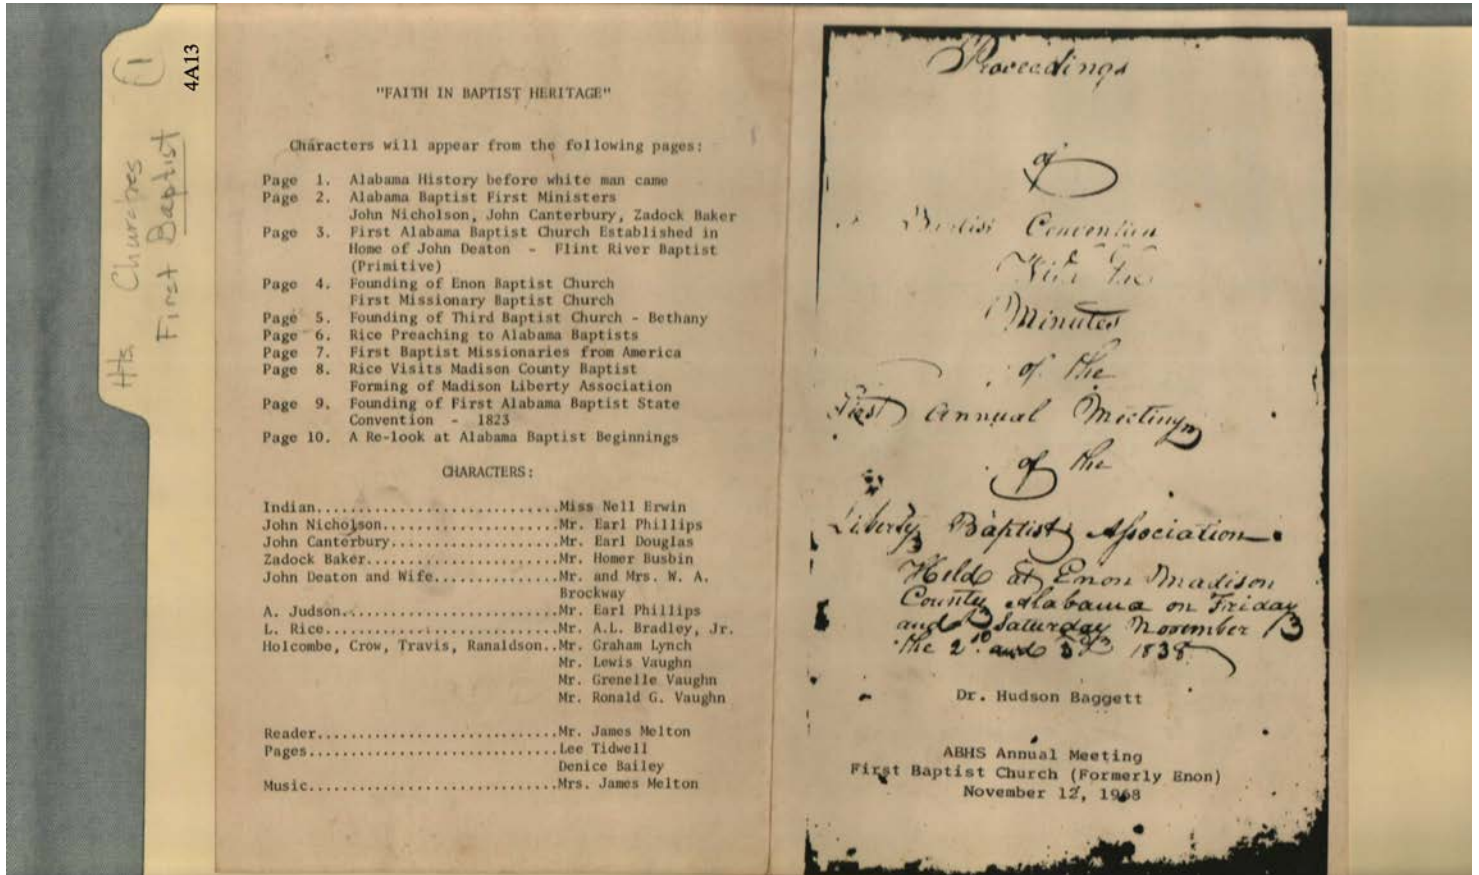 Hts. Churches
First Baptist
1
4A13
"FAITH IN BAPTIST HERITAGE"
Characters will appear from the following pages:
Page 1. Alabama History before white man came
Page 2. Alabama Baptist First Ministers
John Nicholson, John Canterbury, Zadock Baker
Page 3. First Alabama Baptist Church Established in
Home of John Deaton - Flint River Baptist
(Primitive)
Page 4. Founding of Enon Baptist Church
First Missionary Baptist Church
Page 5. Founding of Third Baptist Church - Bethany
Page 6. Rice Preaching to Alabama Baptists
Page 7. First Baptist Missionaries from America
Page 8. Rice Visits Madison County Baptist
Forming of Madison Liberty Association
Page 9. Founding of First Alabama Baptist State
Convention - 1823
Page 10. A Re-look at Alabama Baptist Beginnings
CHARACTERS:
Indian............................Miss Nell Erwin
John Nicholson....................Mr. Earl Phillips
John Canterbury...................Mr. Earl Douglas
Zadock Baker......................Mr. Homer Busbin
John Deaton and Wife..............Mr. and Mrs. W. A.
Brockway
A. Judson.........................Mr. Earl Phillips
L. Rice...........................Mr. A.L. Bradley, Jr.
Holcombe, Crow, Travis, Ranaldson..Mr. Graham Lynch
Mr. Lewis Vaughn
Mr. Grenelle Vaughn
Mr. Ronald G. Vaughn
Reader............................Mr. James Melton
Pages.............................Lee Tidwell
Denice Bailey
Music.............................Mrs. James Melton
Proceedings
of
Convention
Minutes
of the
First Annual Meeting
of the
Liberty Baptist Association
Held at Enon Madison
County Alabama on Friday
and Saturday November
the 2nd and 3rd 1838
Dr. Hudson Baggett
ABHS Annual Meeting
First Baptist Church (Formerly Enon)
November 12, 1968